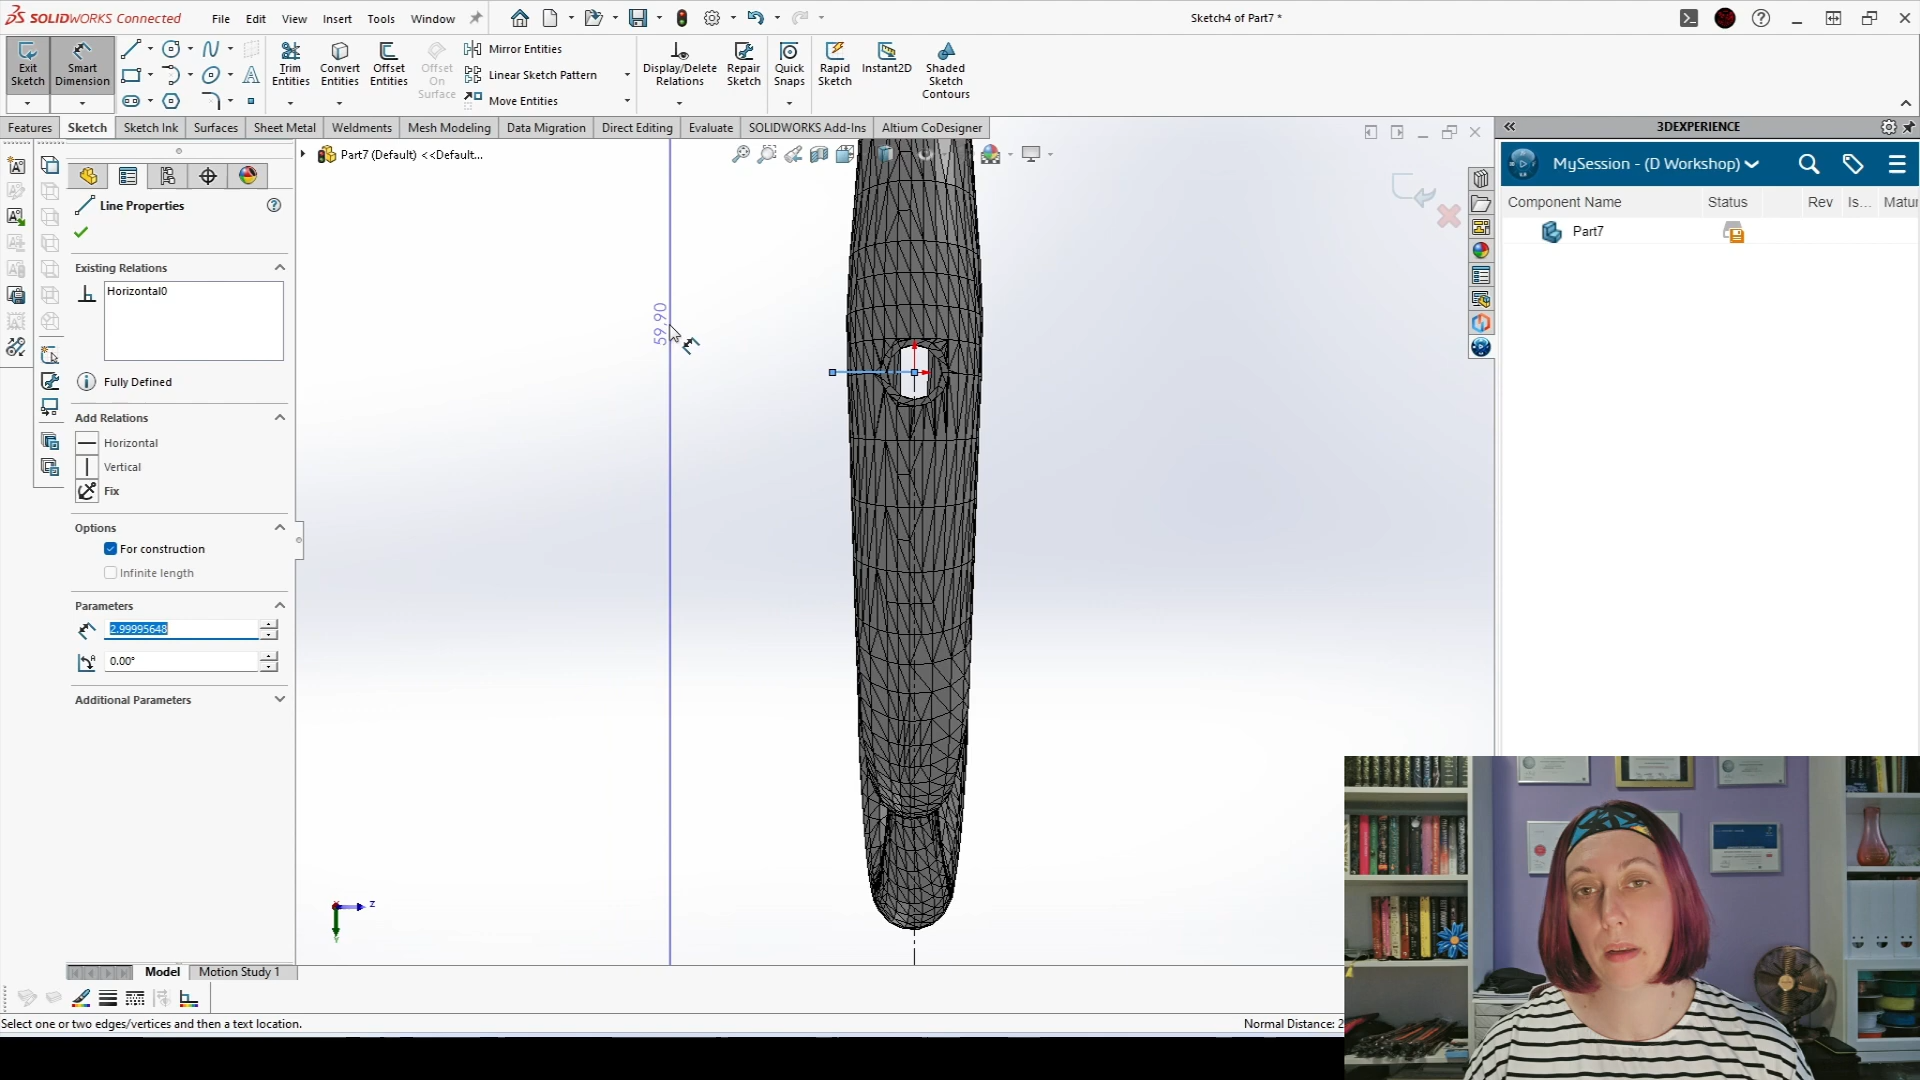 SOLIDWORKS Connected
File
Edit
View
Insert
Tools
Window
Sketch4 of Part7 *
Exit Sketch
Smart Dimension
Trim Entities
Convert Entities
Offset Entities
Offset On Surface
Mirror Entities
Linear Sketch Pattern
Move Entities
Display/Delete Relations
Repair Sketch
Quick Snaps
Rapid Sketch
Instant2D
Shaded Sketch Contours
Features
Sketch
Sketch Ink
Surfaces
Sheet Metal
Weldments
Mesh Modeling
Data Migration
Direct Editing
Evaluate
SOLIDWORKS Add-Ins
Altium CoDesigner
3DEXPERIENCE
Part7 (Default) <<Default...
MySession - (D Workshop)
Component Name
Status
Rev
Is...
Matu
Part7
Line Properties
Existing Relations
Horizontal0
Fully Defined
Add Relations
Horizontal
Vertical
Fix
Options
For construction
Infinite length
Parameters
2.99995648
0.00°
Additional Parameters
59,90
Z
Y
Model
Motion Study 1
Select one or two edges/vertices and then a text location.
Normal Distance: 2